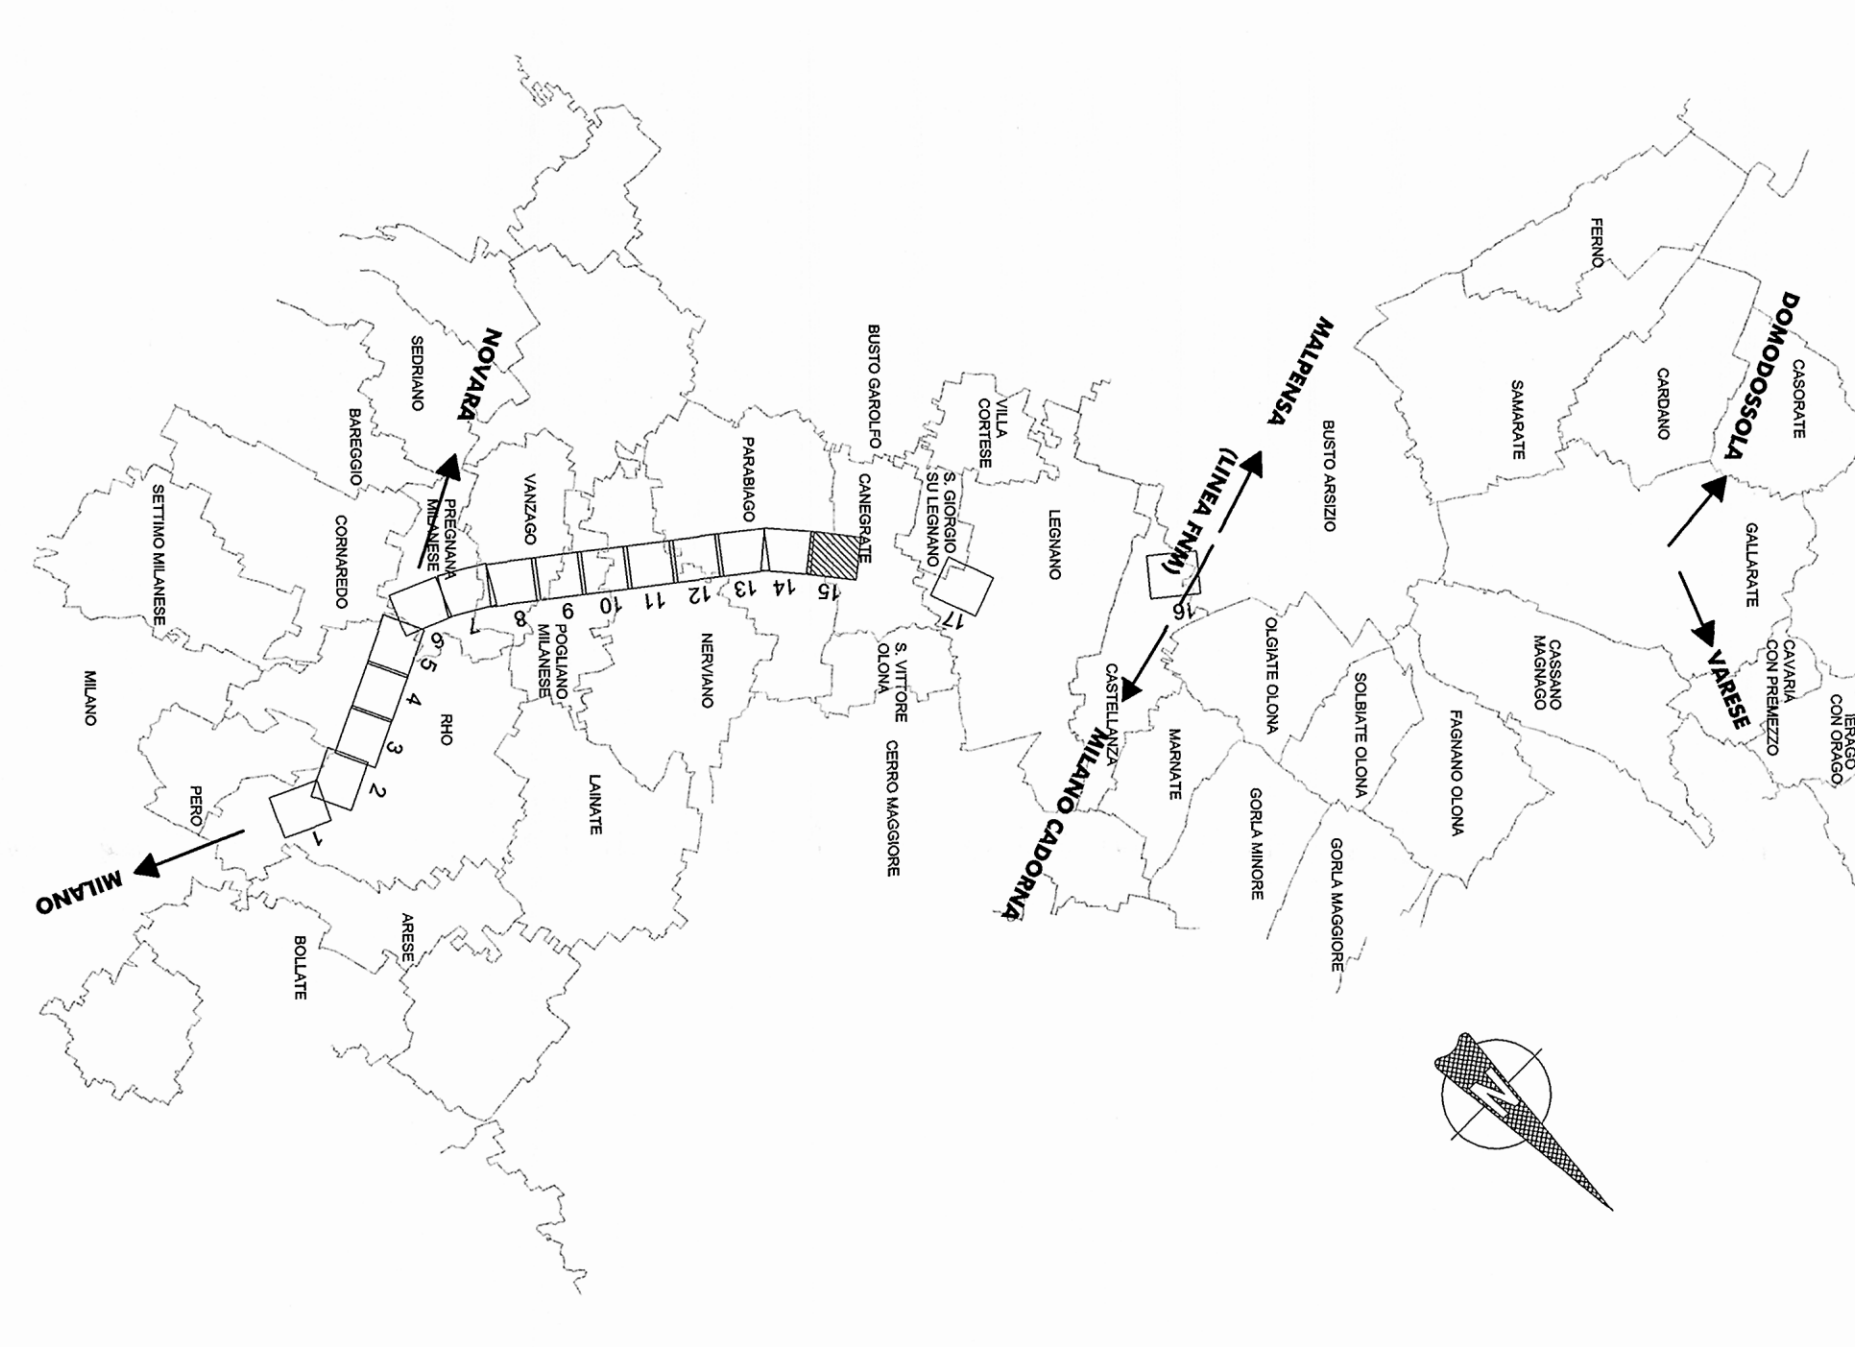 FERNO
DOMODOSSOLA
CASORATE
CARDANO
SAMARATE
MALPENSA
(LINEA FNM)
BUSTO ARSIZIO
GALLARATE
VARESE
CAVARIA
CON PREMEZZO
IERAGO
CON ORAGO
CASSANO
MAGNAGO
FAGNANO OLONA
SOLBIATE OLONA
OLGIATE OLONA
GORLA MAGGIORE
GORLA MINORE
MARNATE
CASTELLANZA
MILANO CADORNA
LEGNANO
VILLA
CORTESE
BUSTO GAROLFO
S. GIORGIO
SU LEGNANO
CANEGRATE
S. VITTORE
OLONA
CERRO MAGGIORE
PARABIAGO
NERVIANO
VANZAGO
POGLIANO
MILANESE
LAINATE
NOVARA
SEDRIANO
BAREGGIO
PREGNANA
MILANESE
CORNAREDO
SETTIMO MILANESE
MILANO
RHO
PERO
MILANO
ARESE
BOLLATE
1
2
3
4
5
6
7
8
9
10
11
12
13
14
15
17
16
N